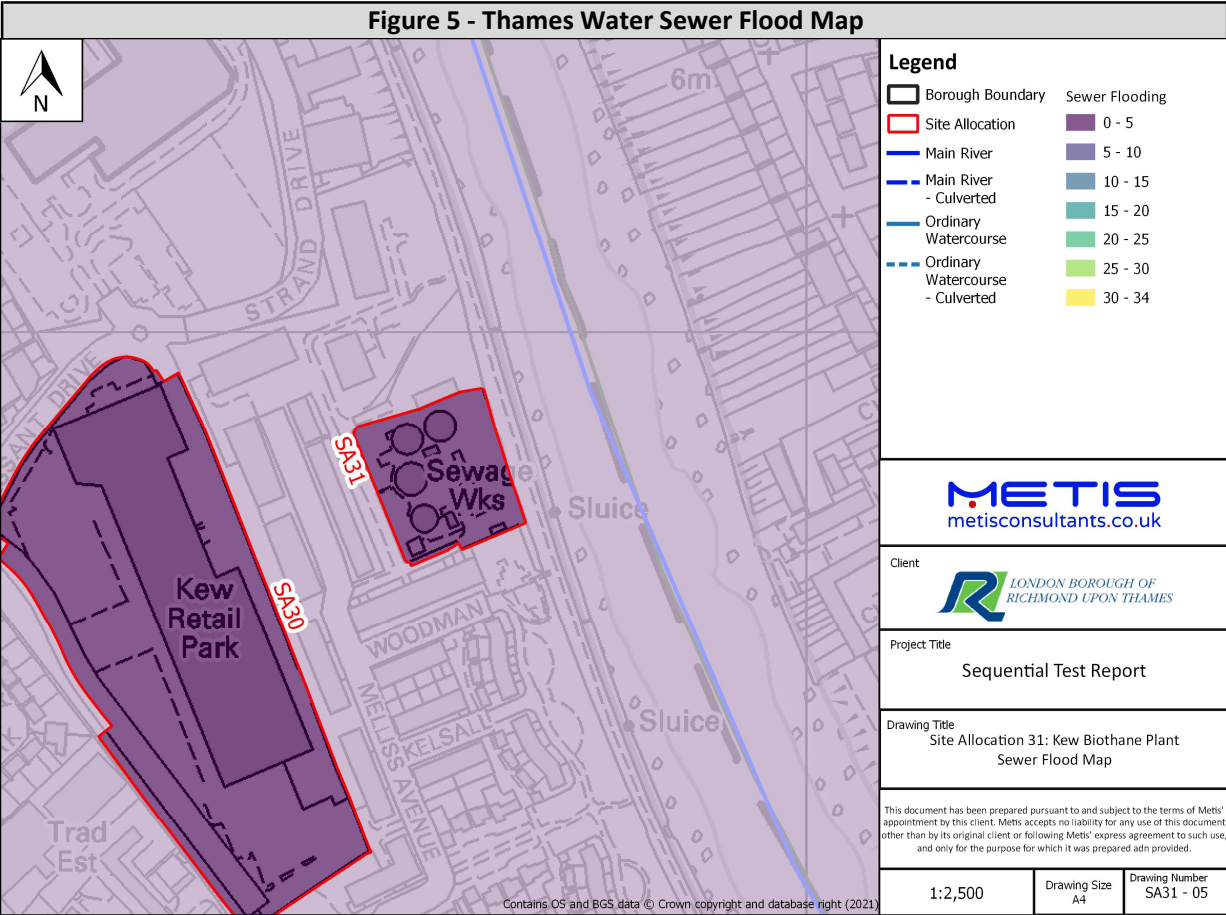 Figure 5 - Thames Water Sewer Flood Map
N
6m
STRAND DRIVE
DRIVE
SA31
Sewage
Wks
Sluice
SA30
Kew
Retail
Park
WOODMAN
Sluice
KELSALL
MELISS AVENUE
Trad
Est
Contains OS and BGS data © Crown copyright and database right (2021)
Legend
Borough Boundary
Site Allocation
Main River
Main River
- Culverted
Ordinary
Watercourse
Ordinary
Watercourse
- Culverted
Sewer Flooding
0 - 5
5 - 10
10 - 15
15 - 20
20 - 25
25 - 30
30 - 34
METIS
metisconsultants.co.uk
Client
LONDON BOROUGH OF
RICHMOND UPON THAMES
Project Title
Sequential Test Report
Drawing Title
Site Allocation 31: Kew Biothane Plant
Sewer Flood Map
This document has been prepared pursuant to and subject to the terms of Metis'
appointment by this client. Metis accepts no liability for any use of this document
other than by its original client or following Metis' express agreement to such use,
and only for the purpose for which it was prepared adn provided.
1:2,500
Drawing Size
A4
Drawing Number
SA31 - 05